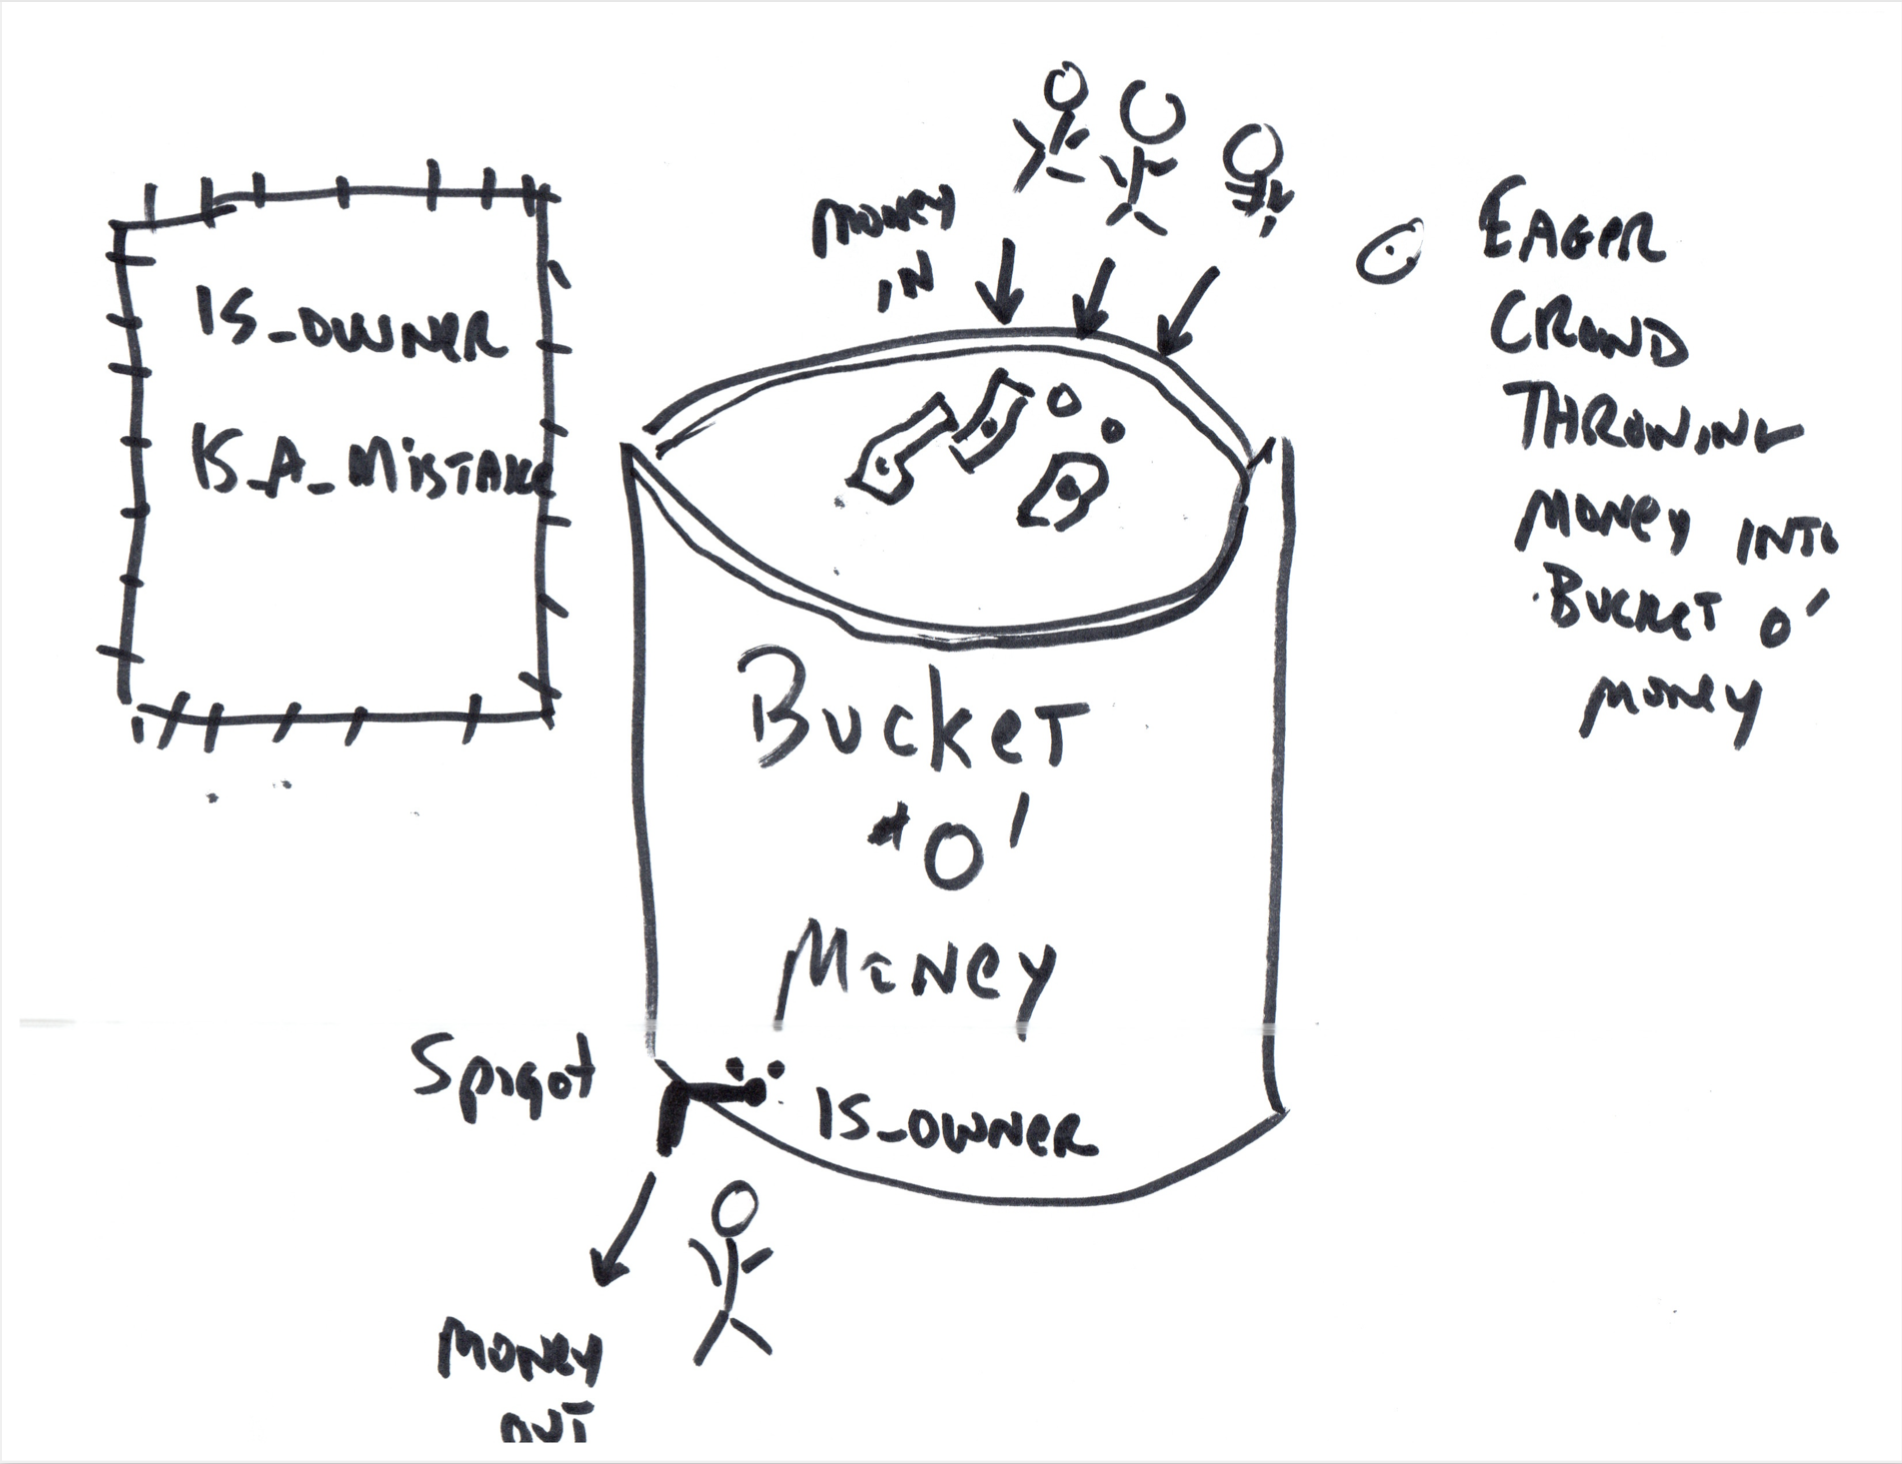 IS_OWNER
IS_A_MISTAKE
MONEY
IN
EAGER
CROWD
THROWING
MONEY INTO
BUCKET O'
MONEY
BUCKET
O'
MONEY
Spigot
IS_OWNER
MONEY
OUT